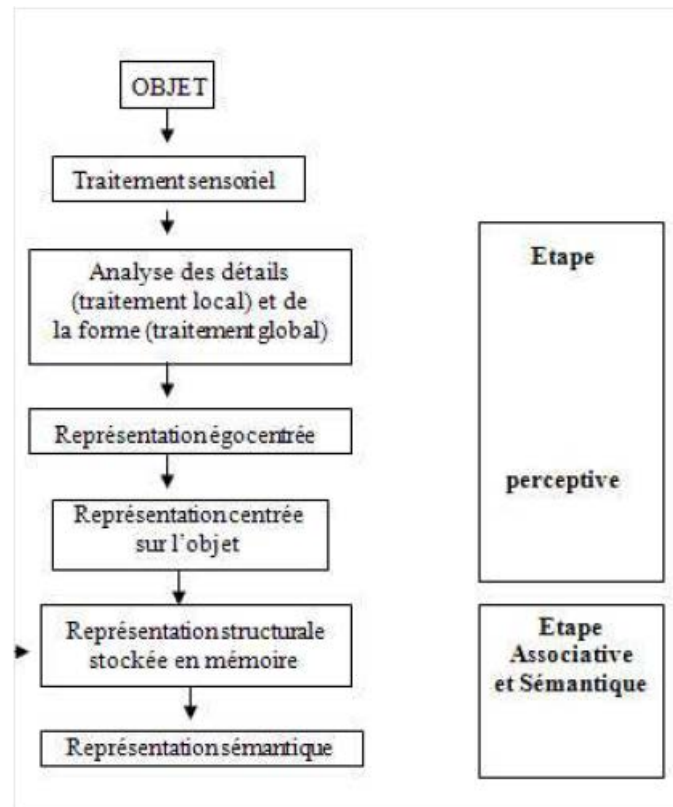 OBJET
Traitement sensoriel
Analyse des détails
(traitement local) et de
la forme (traitement global)
Représentation égocentrée
Représentation centrée
sur l'objet
Représentation structurale
stockée en mémoire
Représentation sémantique
Etape
perceptive
Etape
Associative
et Sémantique